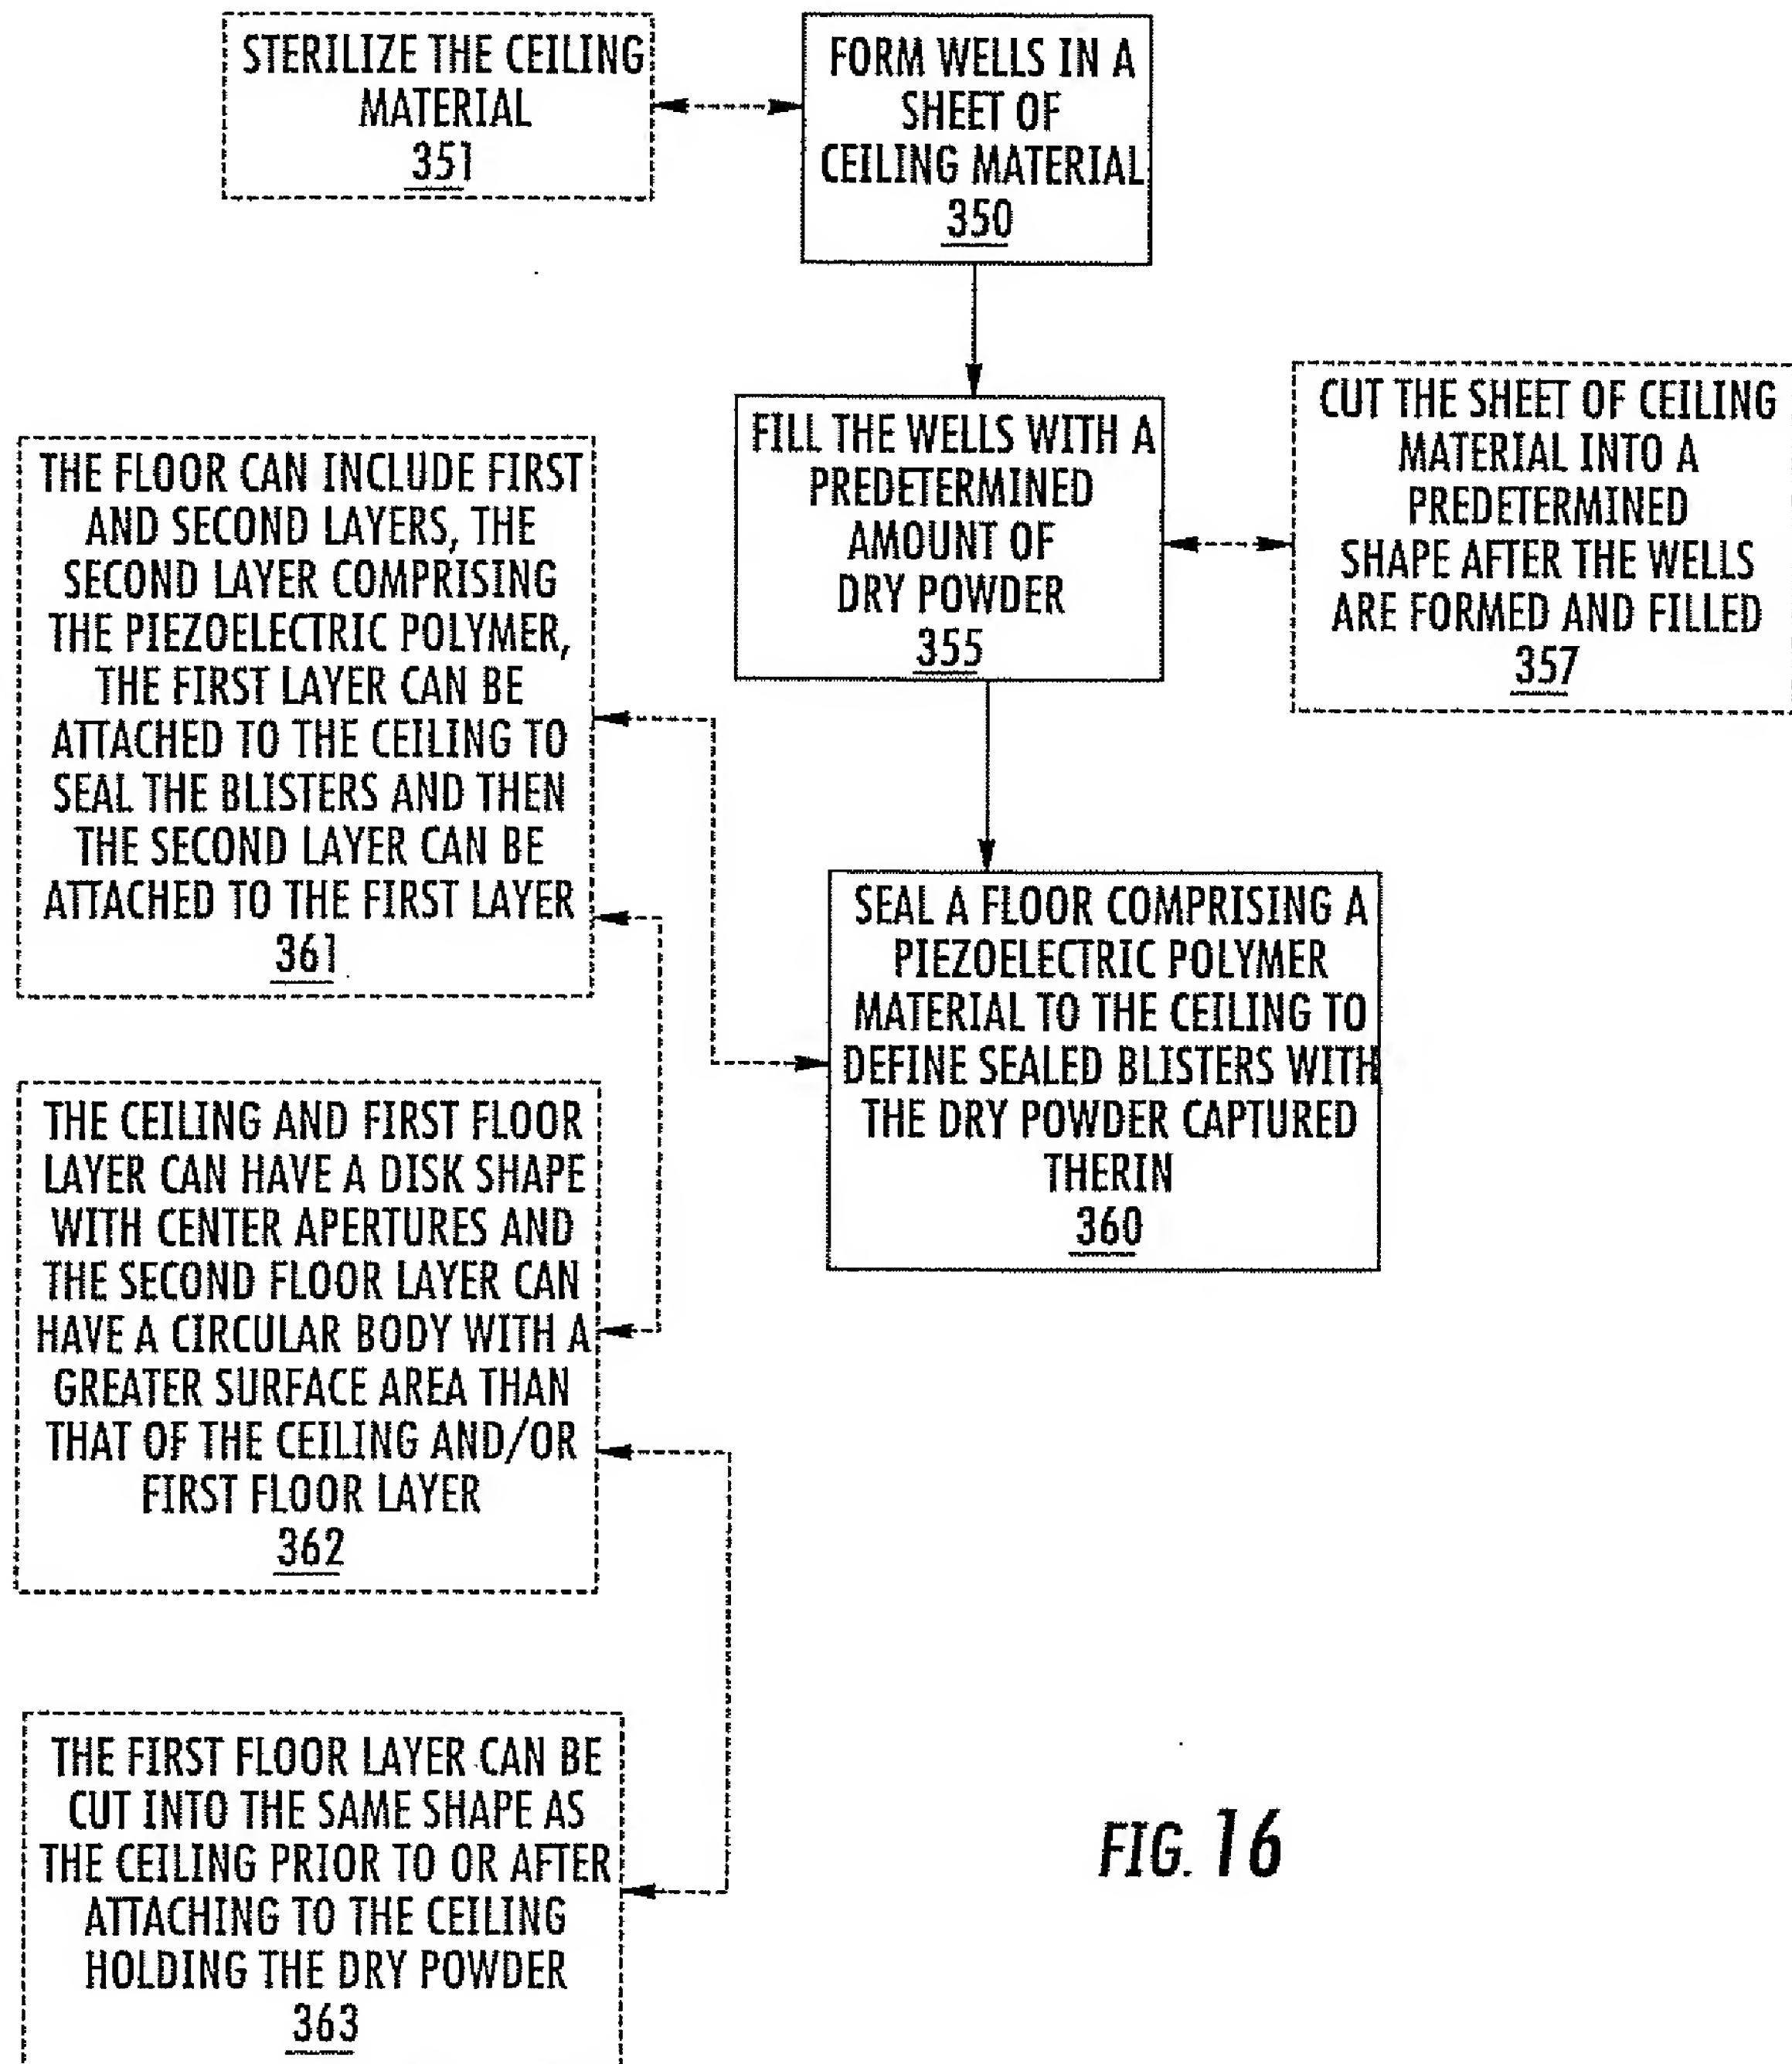 STERILIZE THE CEILING
MATERIAL
351
FORM WELLS IN A
SHEET OF
CEILING MATERIAL
350
FILL THE WELLS WITH A
PREDETERMINED
AMOUNT OF
DRY POWDER
355
CUT THE SHEET OF CEILING
MATERIAL INTO A
PREDETERMINED
SHAPE AFTER THE WELLS
ARE FORMED AND FILLED
357
THE FLOOR CAN INCLUDE FIRST
AND SECOND LAYERS, THE
SECOND LAYER COMPRISING
THE PIEZOELECTRIC POLYMER,
THE FIRST LAYER CAN BE
ATTACHED TO THE CEILING TO
SEAL THE BLISTERS AND THEN
THE SECOND LAYER CAN BE
ATTACHED TO THE FIRST LAYER
361
SEAL A FLOOR COMPRISING A
PIEZOELECTRIC POLYMER
MATERIAL TO THE CEILING TO
DEFINE SEALED BLISTERS WITH
THE DRY POWDER CAPTURED
THERIN
360
THE CEILING AND FIRST FLOOR
LAYER CAN HAVE A DISK SHAPE
WITH CENTER APERTURES AND
THE SECOND FLOOR LAYER CAN
HAVE A CIRCULAR BODY WITH A
GREATER SURFACE AREA THAN
THAT OF THE CEILING AND/OR
FIRST FLOOR LAYER
362
THE FIRST FLOOR LAYER CAN BE
CUT INTO THE SAME SHAPE AS
THE CEILING PRIOR TO OR AFTER
ATTACHING TO THE CEILING
HOLDING THE DRY POWDER
363
FIG. 16